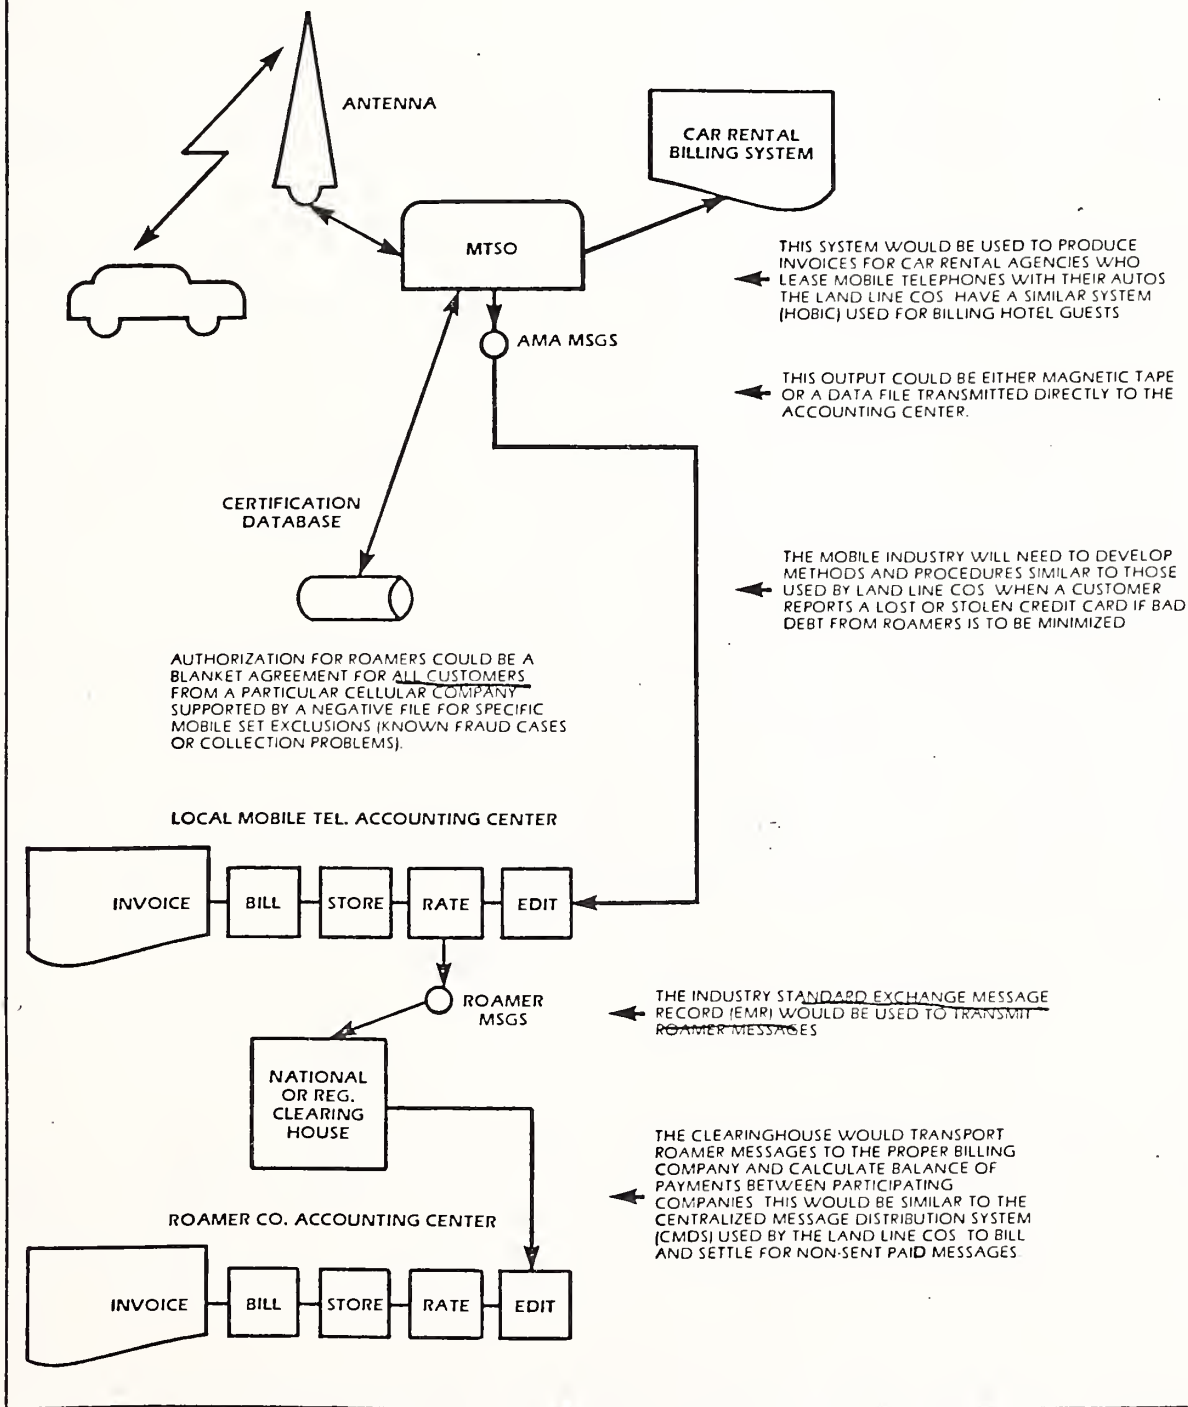 ANTENNA
CAR RENTAL
BILLING SYSTEM
MTSO
THIS SYSTEM WOULD BE USED TO PRODUCE
INVOICES FOR CAR RENTAL AGENCIES WHO
LEASE MOBILE TELEPHONES WITH THEIR AUTOS
THE LAND LINE COS HAVE A SIMILAR SYSTEM
(HOBIC) USED FOR BILLING HOTEL GUESTS
AMA MSGS
THIS OUTPUT COULD BE EITHER MAGNETIC TAPE
OR A DATA FILE TRANSMITTED DIRECTLY TO THE
ACCOUNTING CENTER.
CERTIFICATION
DATABASE
THE MOBILE INDUSTRY WILL NEED TO DEVELOP
METHODS AND PROCEDURES SIMILAR TO THOSE
USED BY LAND LINE COS WHEN A CUSTOMER
REPORTS A LOST OR STOLEN CREDIT CARD IF BAD
DEBT FROM ROAMERS IS TO BE MINIMIZED
AUTHORIZATION FOR ROAMERS COULD BE A
BLANKET AGREEMENT FOR ALL CUSTOMERS
FROM A PARTICULAR CELLULAR COMPANY
SUPPORTED BY A NEGATIVE FILE FOR SPECIFIC
MOBILE SET EXCLUSIONS (KNOWN FRAUD CASES
OR COLLECTION PROBLEMS).
LOCAL MOBILE TEL. ACCOUNTING CENTER
INVOICE BILL STORE RATE EDIT
ROAMER
MSGS
THE INDUSTRY STANDARD EXCHANGE MESSAGE
RECORD (EMR) WOULD BE USED TO TRANSMIT
ROAMER MESSAGES
NATIONAL
OR REG.
CLEARING
HOUSE
THE CLEARINGHOUSE WOULD TRANSPORT
ROAMER MESSAGES TO THE PROPER BILLING
COMPANY AND CALCULATE BALANCE OF
PAYMENTS BETWEEN PARTICIPATING
COMPANIES THIS WOULD BE SIMILAR TO THE
CENTRALIZED MESSAGE DISTRIBUTION SYSTEM
(CMDS) USED BY THE LAND LINE COS TO BILL
AND SETTLE FOR NON-SENT PAID MESSAGES
ROAMER CO. ACCOUNTING CENTER
INVOICE BILL STORE RATE EDIT